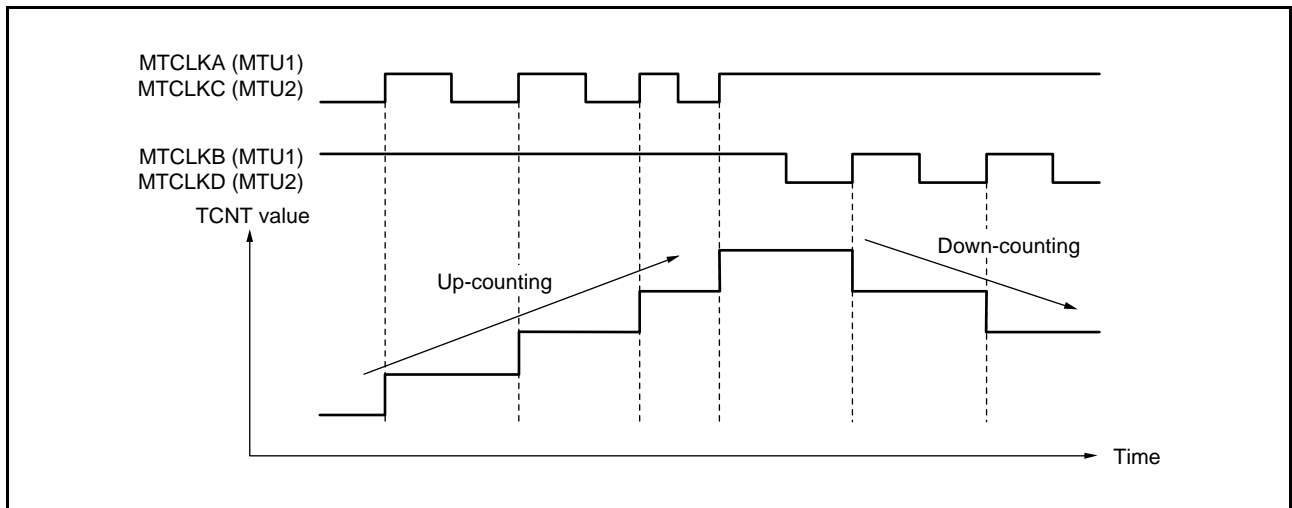 MTCLKA (MTU1)
MTCLKC (MTU2)
MTCLKB (MTU1)
MTCLKD (MTU2)
TCNT value
Up-counting
Down-counting
Time